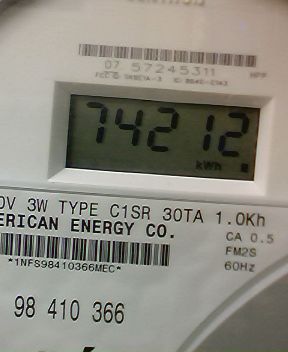 07 57245311
HPP
74212
kWh
0V 3W TYPE C1SR 30TA 1.0Kh
ERICAN ENERGY CO.
CA 0.5
FM2S
*1NFS98410366MEC*
60Hz
98 410 366